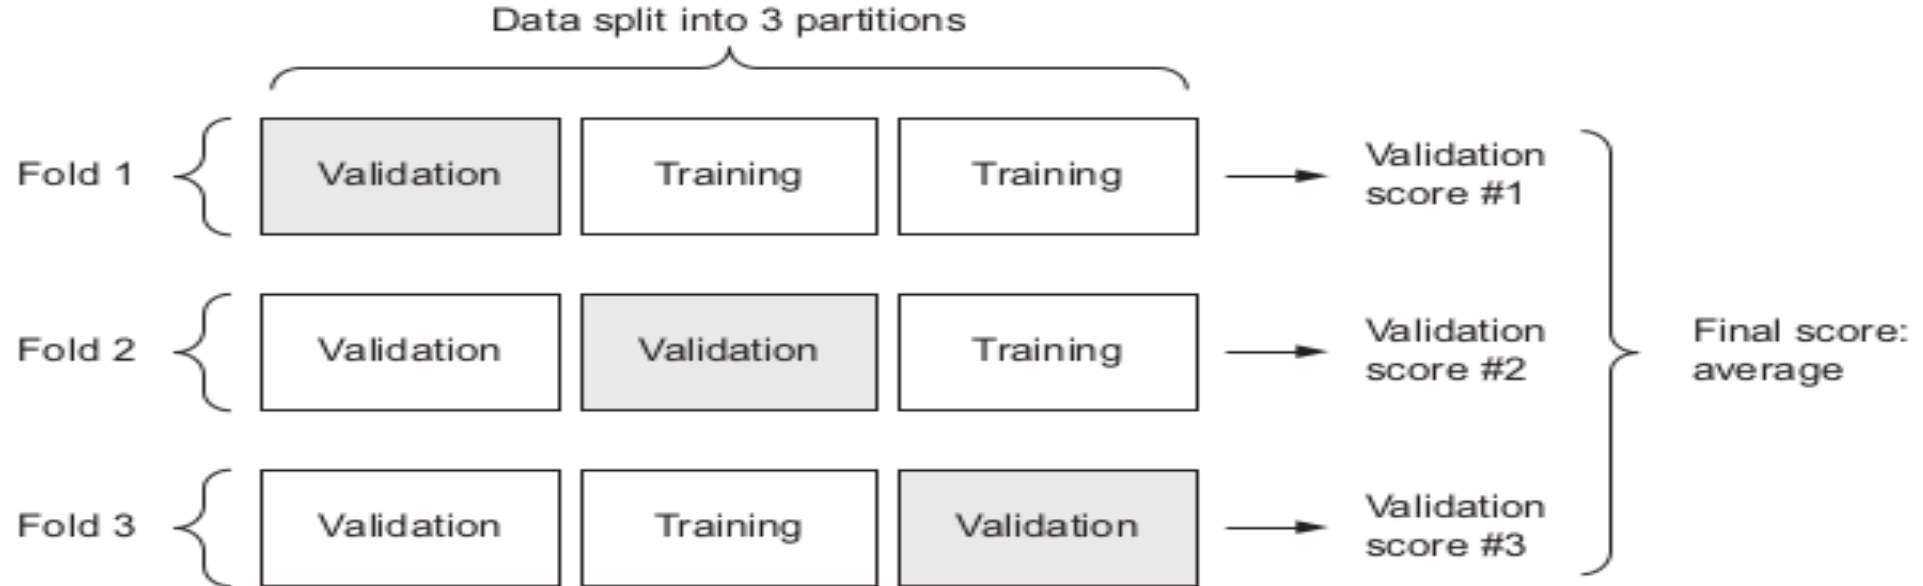 Data split into 3 partitions
Fold 1
Validation
Training
Training
Validation
score #1
Fold 2
Validation
Validation
Training
Validation
score #2
Final score:
average
Fold 3
Validation
Training
Validation
Validation
score #3